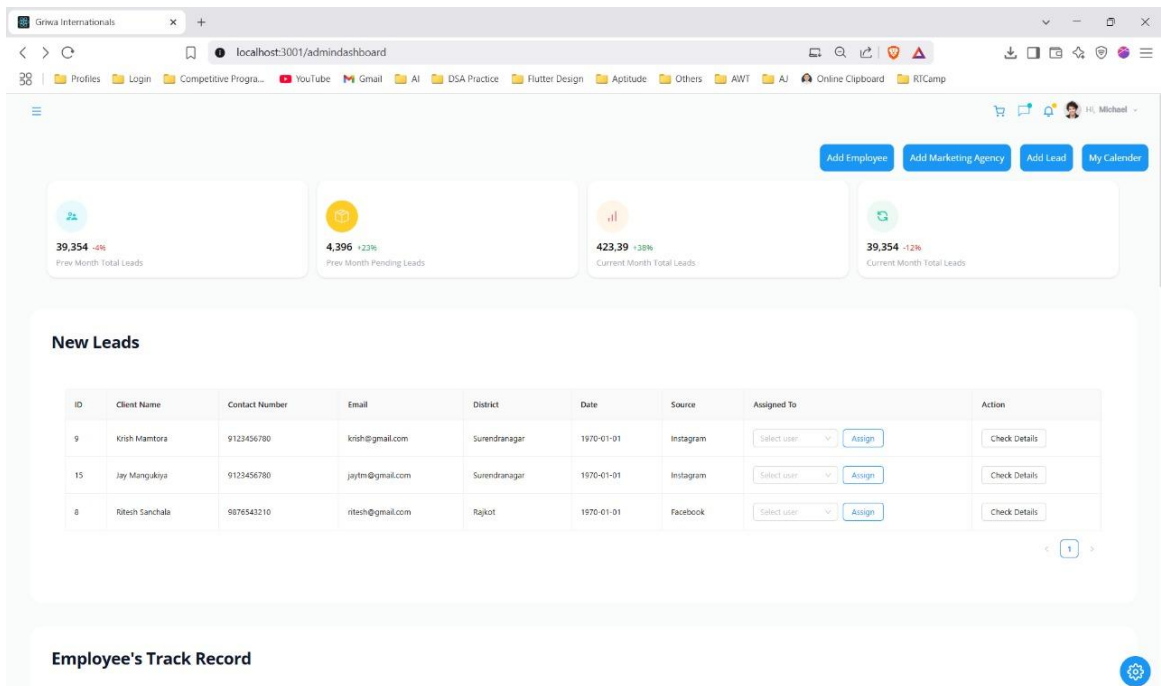 Griwa Internationals
localhost:3001/admindashboard
Profiles Login Competitive Progra... YouTube Gmail AI DSA Practice Flutter Design Aptitude Others AWT AJ Online Clipboard RTCamp
Hi, Michael
Add Employee Add Marketing Agency Add Lead My Calender
39,354 -4% 4,396 +23% 423,39 +38% 39,354 -12%
Prev Month Total Leads Prev Month Pending Leads Current Month Total Leads Current Month Total Leads
New Leads
ID Client Name Contact Number Email District Date Source Assigned To Action
9 Krish Mamtora 9123456780 krish@gmail.com Surendranagar 1970-01-01 Instagram Select user Assign Check Details
15 Jay Mangukiya 9123456780 jaytm@gmail.com Surendranagar 1970-01-01 Instagram Select user Assign Check Details
8 Ritesh Sanchala 9876543210 ritesh@gmail.com Rajkot 1970-01-01 Facebook Select user Assign Check Details
1
Employee's Track Record